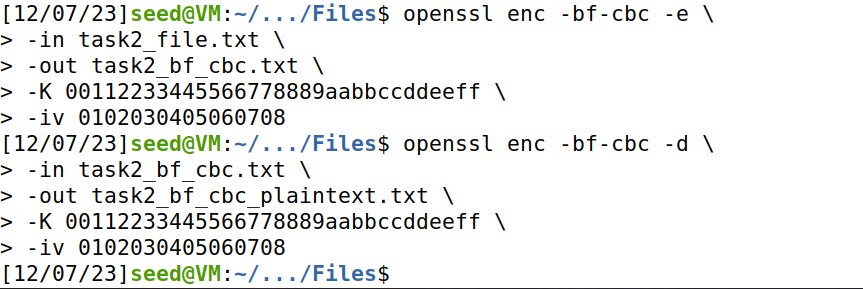 [12/07/23]seed@VM:~/.../Files$ openssl enc -bf-cbc -e \
> -in task2_file.txt \
> -out task2_bf_cbc.txt \
> -K 00112233445566778889aabbccddeeff \
> -iv 0102030405060708
[12/07/23]seed@VM:~/.../Files$ openssl enc -bf-cbc -d \
> -in task2_bf_cbc.txt \
> -out task2_bf_cbc_plaintext.txt \
> -K 00112233445566778889aabbccddeeff \
> -iv 0102030405060708
[12/07/23]seed@VM:~/.../Files$